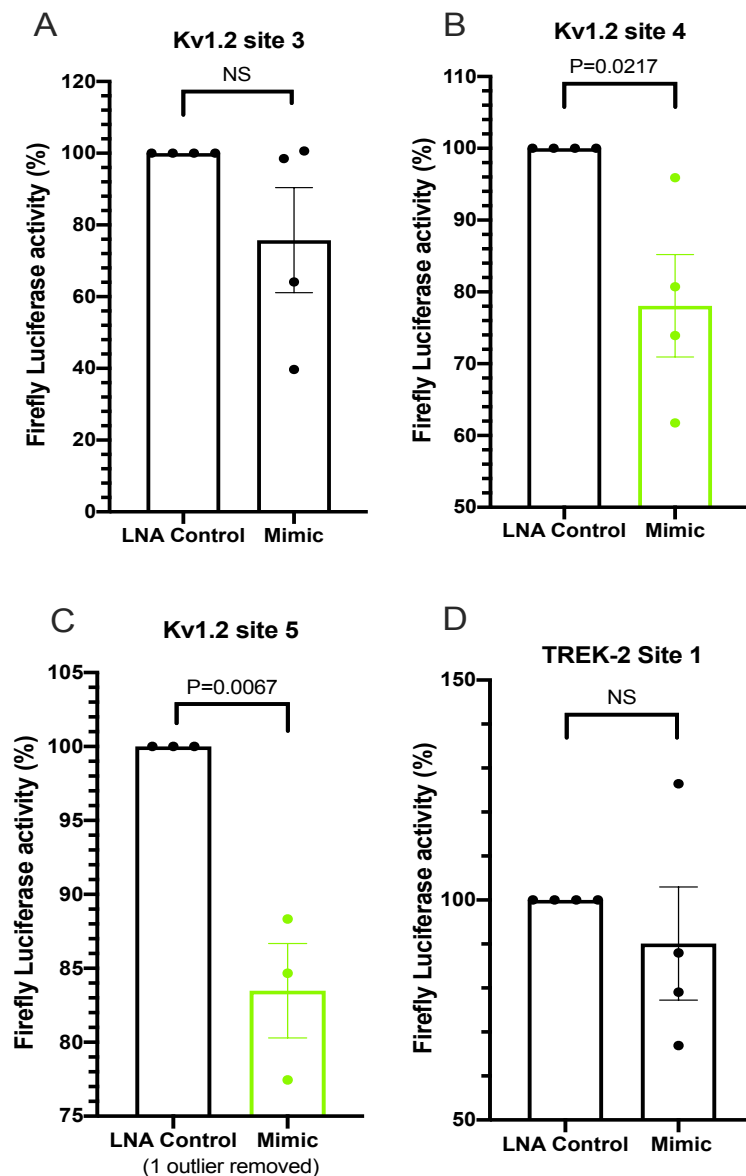 A
Kv1.2 site 3
NS
Firefly Luciferase activity (%)
120
100
80
60
40
20
0
LNA Control
Mimic
B
Kv1.2 site 4
P=0.0217
Firefly Luciferase activity (%)
110
100
90
80
70
60
50
LNA Control
Mimic
C
Kv1.2 site 5
P=0.0067
Firefly Luciferase activity (%)
105
100
95
90
85
80
75
LNA Control
Mimic
(1 outlier removed)
D
TREK-2 Site 1
NS
Firefly Luciferase activity (%)
150
100
50
LNA Control
Mimic